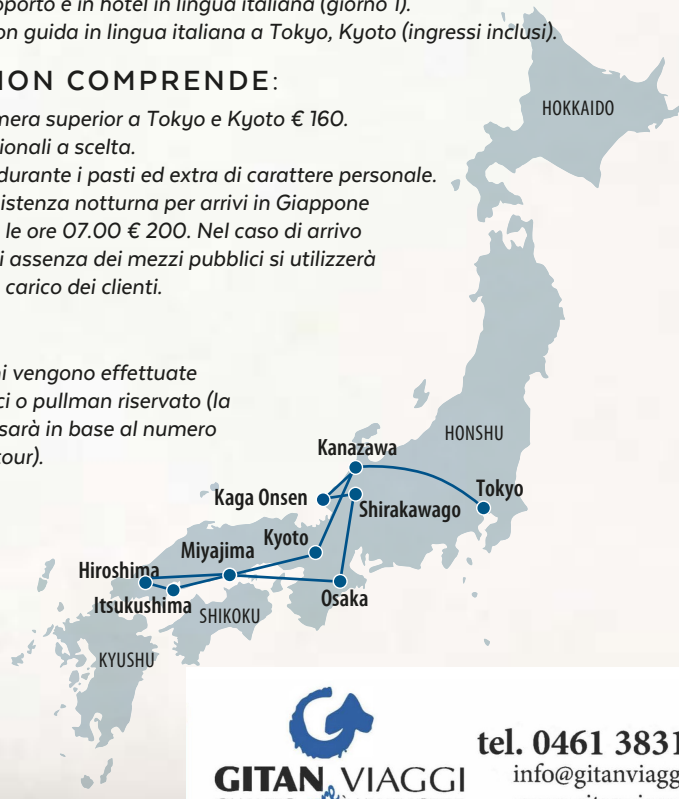 oporto e in hotel in lingua italiana (giorno 1).
on guida in lingua italiana a Tokyo, Kyoto (ingressi inclusi).
ON COMPRENDE:
mera superior a Tokyo e Kyoto € 160.
ionali a scelta.
durante i pasti ed extra di carattere personale.
sistenza notturna per arrivi in Giappone
le ore 07.00 € 200. Nel caso di arrivo
i assenza dei mezzi pubblici si utilizzerà
carico dei clienti.
ni vengono effettuate
ci o pullman riservato (la
sarà in base al numero
tour).
HOKKAIDO
HONSHU
Kanazawa
Kaga Onsen
Shirakawago
Tokyo
Kyoto
Miyajima
Hiroshima
Itsukushima
Osaka
SHIKOKU
KYUSHU
GITAN VIAGGI
tel. 0461 3831
info@gitanviagg